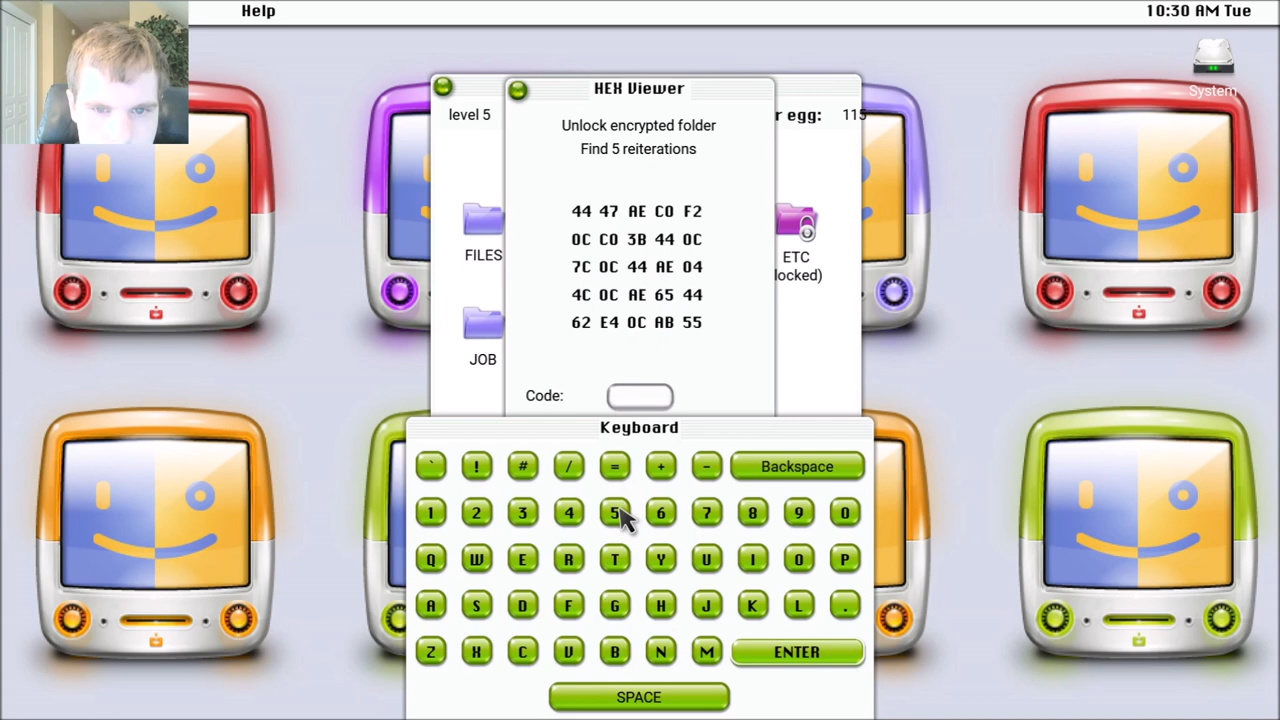 Help
10:30 AM Tue
System
HEX Viewer
level 5
r egg: 115
Unlock encrypted folder
Find 5 reiterations
44 47 AE C0 F2
0C C0 3B 44 0C
7C 0C 44 AE 04
4C 0C AE 65 44
62 E4 0C AB 55
FILES
ETC
locked)
JOB
Code:
Keyboard
` ! # / = + - Backspace
1 2 3 4 5 6 7 8 9 0
Q W E R T Y U I O P
A S D F G H J K L .
Z X C V B N M ENTER
SPACE